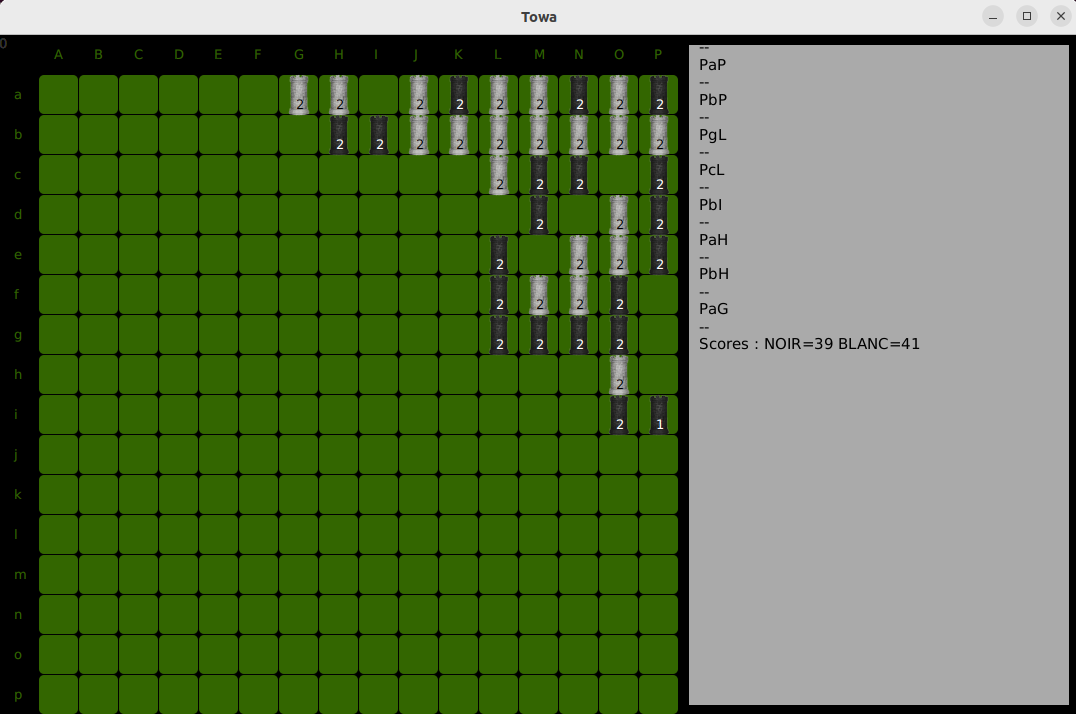 Towa
0
A B C D E F G H I J K L M N O P
a 2 2 2 2 2 2 2 2 2
b 2 2 2 2 2 2 2 2 2
c 2 2 2 2
d 2 2 2
e 2 2 2 2
f 2 2 2 2
g 2 2 2 2
h 2
i 2 1
j
k
l
m
n
o
p
--
PaP
--
PbP
--
PgL
--
PcL
--
PbI
--
PaH
--
PbH
--
PaG
--
Scores : NOIR=39 BLANC=41